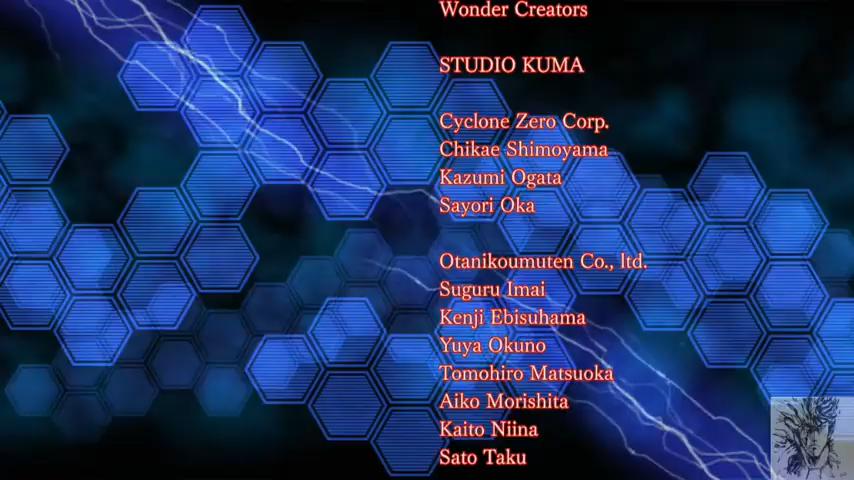 Wonder Creators
STUDIO KUMA
Cyclone Zero Corp.
Chikae Shimoyama
Kazumi Ogata
Sayori Oka
Otanikoumuten Co., ltd.
Suguru Imai
Kenji Ebisuhama
Yuya Okuno
Tomohiro Matsuoka
Aiko Morishita
Kaito Niina
Sato Taku